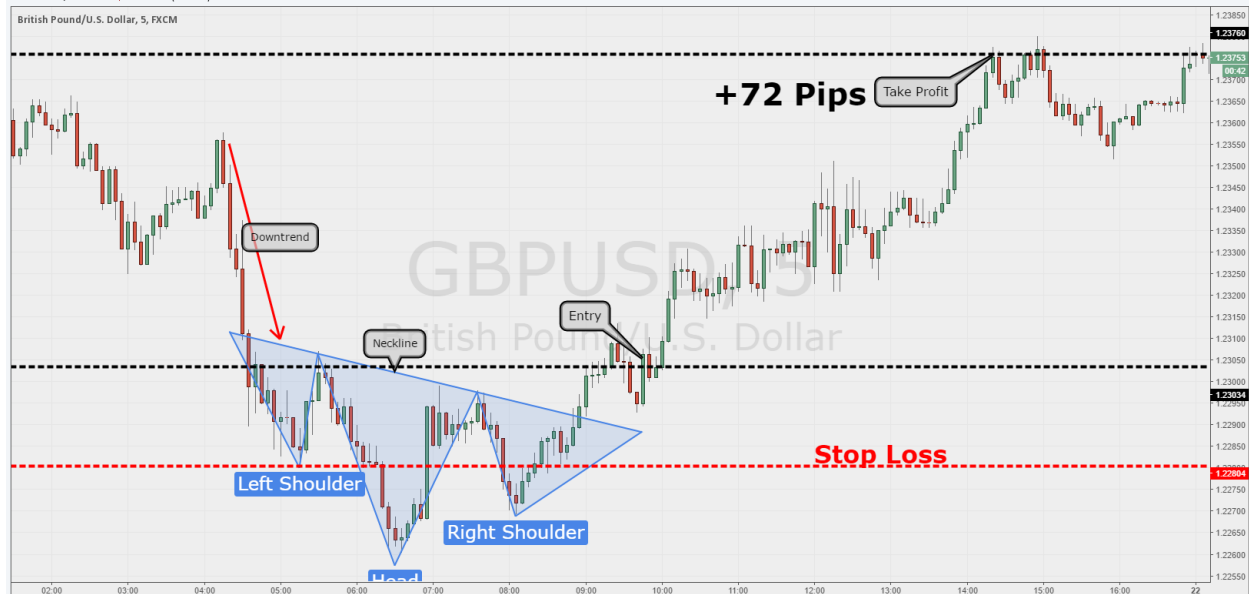 British Pound/U.S. Dollar, 5, FXCM
1.23850
1.23760
1.23753
00:42
1.23700
1.23650
1.23600
1.23550
1.23500
1.23450
1.23400
1.23350
1.23300
1.23250
1.23200
1.23150
1.23100
1.23050
1.23000
1.23034
1.22950
1.22900
1.22850
1.22804
1.22750
1.22700
1.22650
1.22600
1.22550
+72 Pips
Take Profit
Downtrend
GBPUSD, 5
British Pound/U.S. Dollar
Entry
Neckline
Stop Loss
Left Shoulder
Right Shoulder
Head
02:00 03:00 04:00 05:00 06:00 07:00 08:00 09:00 10:00 11:00 12:00 13:00 14:00 15:00 16:00 22